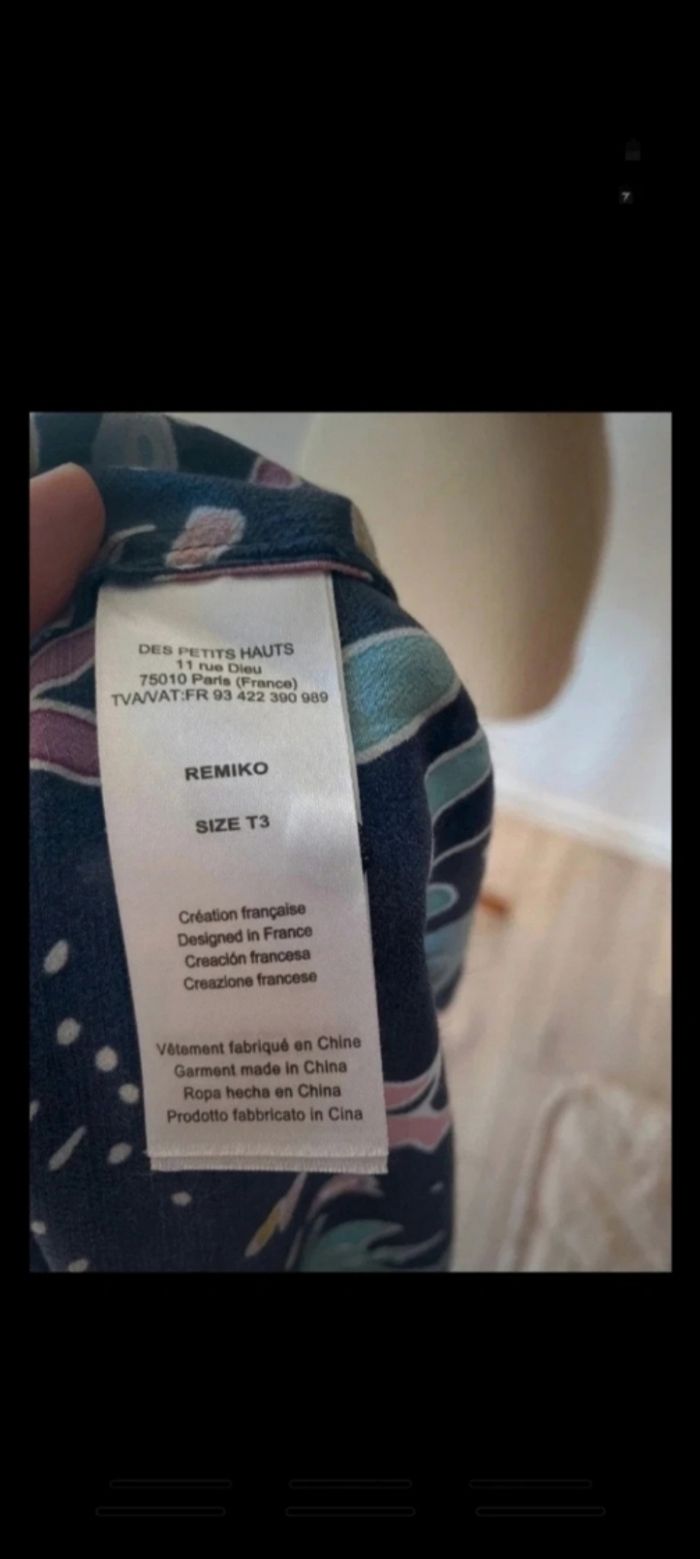 DES PETITS HAUTS
11 rue Dieu
75010 Paris (France)
TVA/VAT:FR 93 422 390 989
REMIKO
SIZE T3
Création française
Designed in France
Creación francesa
Creazione francese
Vêtement fabriqué en Chine
Garment made in China
Ropa hecha en China
Prodotto fabbricato in Cina